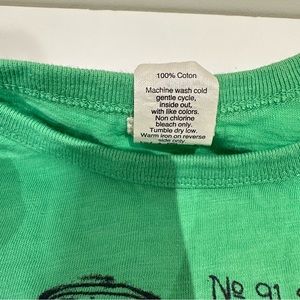 100% Coton
Machine wash cold
gentle cycle,
inside out,
with like colors.
Non chlorine
bleach only.
Tumble dry low.
Warm iron on reverse
side only.
No 91